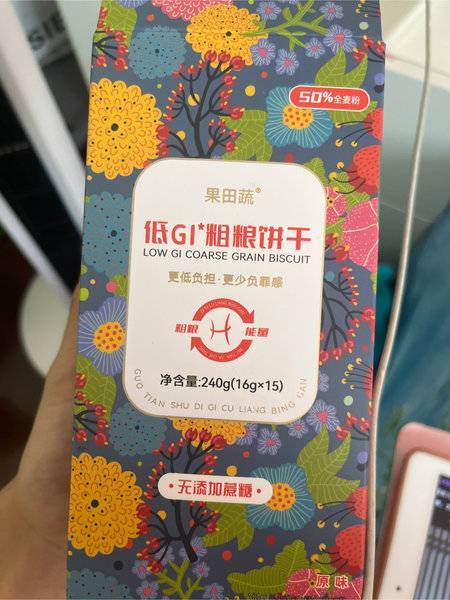 50%全麦粉
果田蔬®
低GI*粗粮饼干
LOW GI COARSE GRAIN BISCUIT
更低负担·更少负罪感
粗粮 能量
净含量:240g(16g×15)
GUO TIAN SHU DI GI CU LIANG BING GAN
·无添加蔗糖·
原味